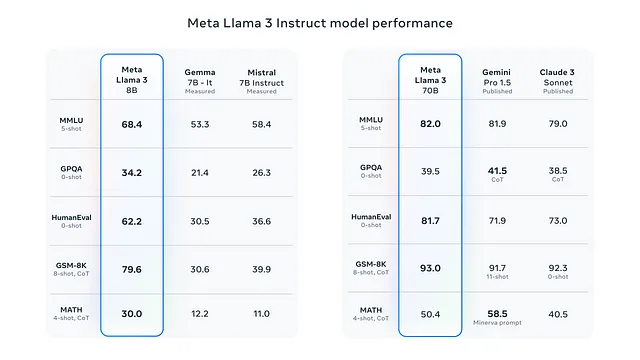 Meta Llama 3 Instruct model performance
Meta
Llama 3
8B
Gemma
7B - It
Measured
Mistral
7B Instruct
Measured
MMLU
5-shot
68.4
53.3
58.4
GPQA
0-shot
34.2
21.4
26.3
HumanEval
0-shot
62.2
30.5
36.6
GSM-8K
8-shot, CoT
79.6
30.6
39.9
MATH
4-shot, CoT
30.0
12.2
11.0
Meta
Llama 3
70B
Gemini
Pro 1.5
Published
Claude 3
Sonnet
Published
MMLU
5-shot
82.0
81.9
79.0
GPQA
0-shot
39.5
41.5
CoT
38.5
CoT
HumanEval
0-shot
81.7
71.9
73.0
GSM-8K
8-shot, CoT
93.0
91.7
11-shot
92.3
0-shot
MATH
4-shot, CoT
50.4
58.5
Minerva prompt
40.5